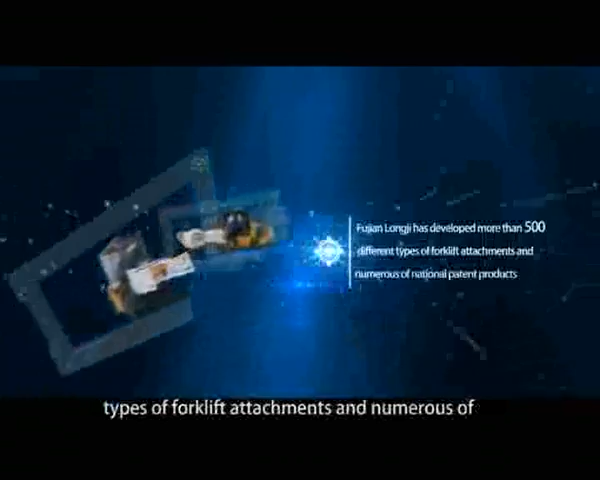 Fujian Longji has developed more than 500
different types of forklift attachments and
numerous of national patent products
types of forklift attachments and numerous of